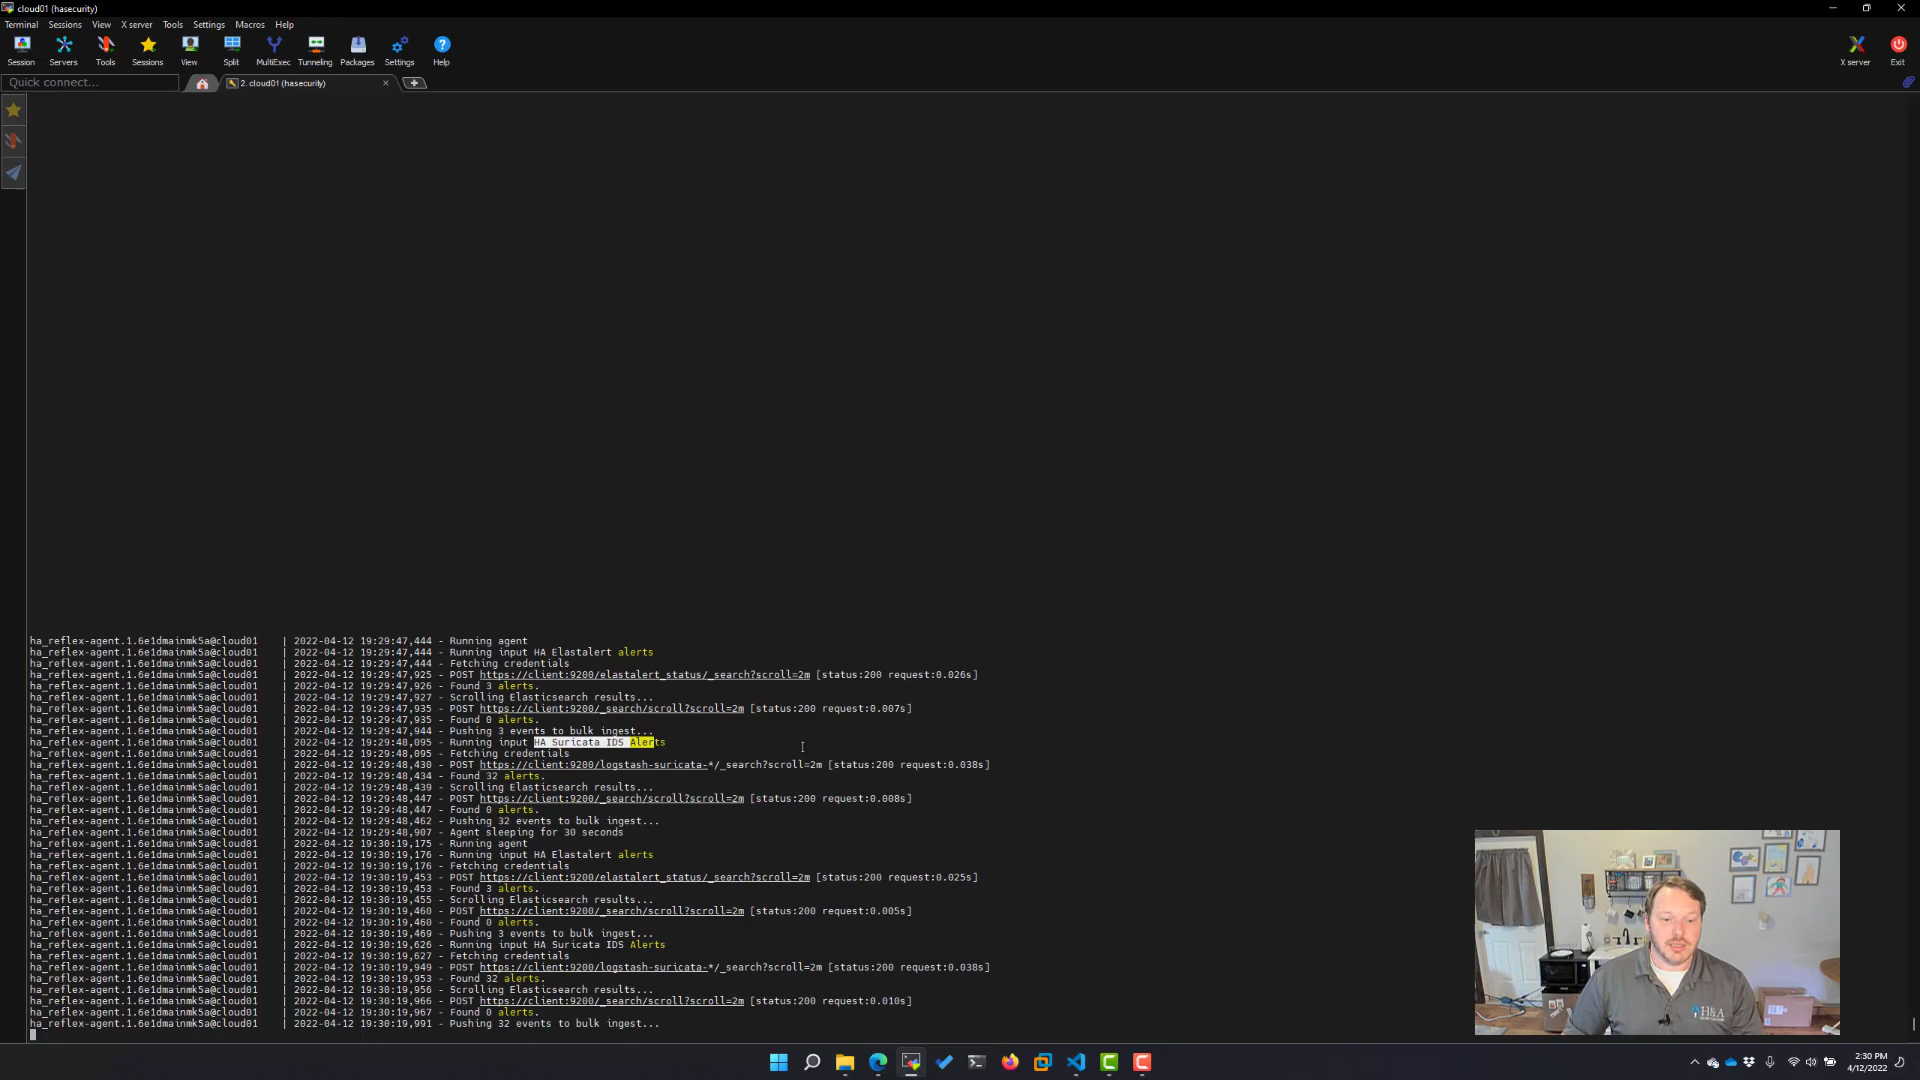 cloud01 (hasecurity)
Terminal Sessions View X server Tools Settings Macros Help
Session Servers Tools Sessions View Split MultiExec Tunneling Packages Settings Help X server Exit
Quick connect... 2. cloud01 (hasecurity)
ha_reflex-agent.1.6e1dmainmk5a@cloud01 | 2022-04-12 19:29:47,444 - Running agent
ha_reflex-agent.1.6e1dmainmk5a@cloud01 | 2022-04-12 19:29:47,444 - Running input HA Elastalert alerts
ha_reflex-agent.1.6e1dmainmk5a@cloud01 | 2022-04-12 19:29:47,444 - Fetching credentials
ha_reflex-agent.1.6e1dmainmk5a@cloud01 | 2022-04-12 19:29:47,925 - POST https://client:9200/elastalert_status/_search?scroll=2m [status:200 request:0.026s]
ha_reflex-agent.1.6e1dmainmk5a@cloud01 | 2022-04-12 19:29:47,926 - Found 3 alerts.
ha_reflex-agent.1.6e1dmainmk5a@cloud01 | 2022-04-12 19:29:47,927 - Scrolling Elasticsearch results...
ha_reflex-agent.1.6e1dmainmk5a@cloud01 | 2022-04-12 19:29:47,935 - POST https://client:9200/_search/scroll?scroll=2m [status:200 request:0.007s]
ha_reflex-agent.1.6e1dmainmk5a@cloud01 | 2022-04-12 19:29:47,935 - Found 0 alerts.
ha_reflex-agent.1.6e1dmainmk5a@cloud01 | 2022-04-12 19:29:47,944 - Pushing 3 events to bulk ingest...
ha_reflex-agent.1.6e1dmainmk5a@cloud01 | 2022-04-12 19:29:48,095 - Running input HA Suricata IDS Alerts
ha_reflex-agent.1.6e1dmainmk5a@cloud01 | 2022-04-12 19:29:48,095 - Fetching credentials
ha_reflex-agent.1.6e1dmainmk5a@cloud01 | 2022-04-12 19:29:48,430 - POST https://client:9200/logstash-suricata-*/_search?scroll=2m [status:200 request:0.038s]
ha_reflex-agent.1.6e1dmainmk5a@cloud01 | 2022-04-12 19:29:48,434 - Found 32 alerts.
ha_reflex-agent.1.6e1dmainmk5a@cloud01 | 2022-04-12 19:29:48,439 - Scrolling Elasticsearch results...
ha_reflex-agent.1.6e1dmainmk5a@cloud01 | 2022-04-12 19:29:48,447 - POST https://client:9200/_search/scroll?scroll=2m [status:200 request:0.008s]
ha_reflex-agent.1.6e1dmainmk5a@cloud01 | 2022-04-12 19:29:48,447 - Found 0 alerts.
ha_reflex-agent.1.6e1dmainmk5a@cloud01 | 2022-04-12 19:29:48,462 - Pushing 32 events to bulk ingest...
ha_reflex-agent.1.6e1dmainmk5a@cloud01 | 2022-04-12 19:29:48,907 - Agent sleeping for 30 seconds
ha_reflex-agent.1.6e1dmainmk5a@cloud01 | 2022-04-12 19:30:19,175 - Running agent
ha_reflex-agent.1.6e1dmainmk5a@cloud01 | 2022-04-12 19:30:19,176 - Running input HA Elastalert alerts
ha_reflex-agent.1.6e1dmainmk5a@cloud01 | 2022-04-12 19:30:19,176 - Fetching credentials
ha_reflex-agent.1.6e1dmainmk5a@cloud01 | 2022-04-12 19:30:19,453 - POST https://client:9200/elastalert_status/_search?scroll=2m [status:200 request:0.025s]
ha_reflex-agent.1.6e1dmainmk5a@cloud01 | 2022-04-12 19:30:19,453 - Found 3 alerts.
ha_reflex-agent.1.6e1dmainmk5a@cloud01 | 2022-04-12 19:30:19,455 - Scrolling Elasticsearch results...
ha_reflex-agent.1.6e1dmainmk5a@cloud01 | 2022-04-12 19:30:19,460 - POST https://client:9200/_search/scroll?scroll=2m [status:200 request:0.005s]
ha_reflex-agent.1.6e1dmainmk5a@cloud01 | 2022-04-12 19:30:19,460 - Found 0 alerts.
ha_reflex-agent.1.6e1dmainmk5a@cloud01 | 2022-04-12 19:30:19,469 - Pushing 3 events to bulk ingest...
ha_reflex-agent.1.6e1dmainmk5a@cloud01 | 2022-04-12 19:30:19,626 - Running input HA Suricata IDS Alerts
ha_reflex-agent.1.6e1dmainmk5a@cloud01 | 2022-04-12 19:30:19,627 - Fetching credentials
ha_reflex-agent.1.6e1dmainmk5a@cloud01 | 2022-04-12 19:30:19,949 - POST https://client:9200/logstash-suricata-*/_search?scroll=2m [status:200 request:0.038s]
ha_reflex-agent.1.6e1dmainmk5a@cloud01 | 2022-04-12 19:30:19,953 - Found 32 alerts.
ha_reflex-agent.1.6e1dmainmk5a@cloud01 | 2022-04-12 19:30:19,956 - Scrolling Elasticsearch results...
ha_reflex-agent.1.6e1dmainmk5a@cloud01 | 2022-04-12 19:30:19,966 - POST https://client:9200/_search/scroll?scroll=2m [status:200 request:0.010s]
ha_reflex-agent.1.6e1dmainmk5a@cloud01 | 2022-04-12 19:30:19,967 - Found 0 alerts.
ha_reflex-agent.1.6e1dmainmk5a@cloud01 | 2022-04-12 19:30:19,991 - Pushing 32 events to bulk ingest...
H&A
2:30 PM
4/12/2022